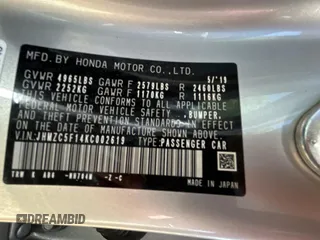 MFD.BY HONDA MOTOR CO.,LTD. 5/'19
GVWR 4965LBS GAWR F 2579LBS R 2460LBS
GVWR 2252KG GAWR F 1170KG R 1116KG
THIS VEHICLE CONFORMS TO ALL APPLICABLE
FEDERAL MOTOR VEHICLE SAFETY, BUMPER,
AND THEFT PREVENTION STANDARDS IN EFFECT
ON THE DATE OF MANUFACTURE SHOWN ABOVE.
VIN:JHMZC5F14KC002619 TYPE:PASSENGER CAR
MADE IN JAPAN
DREAMBID